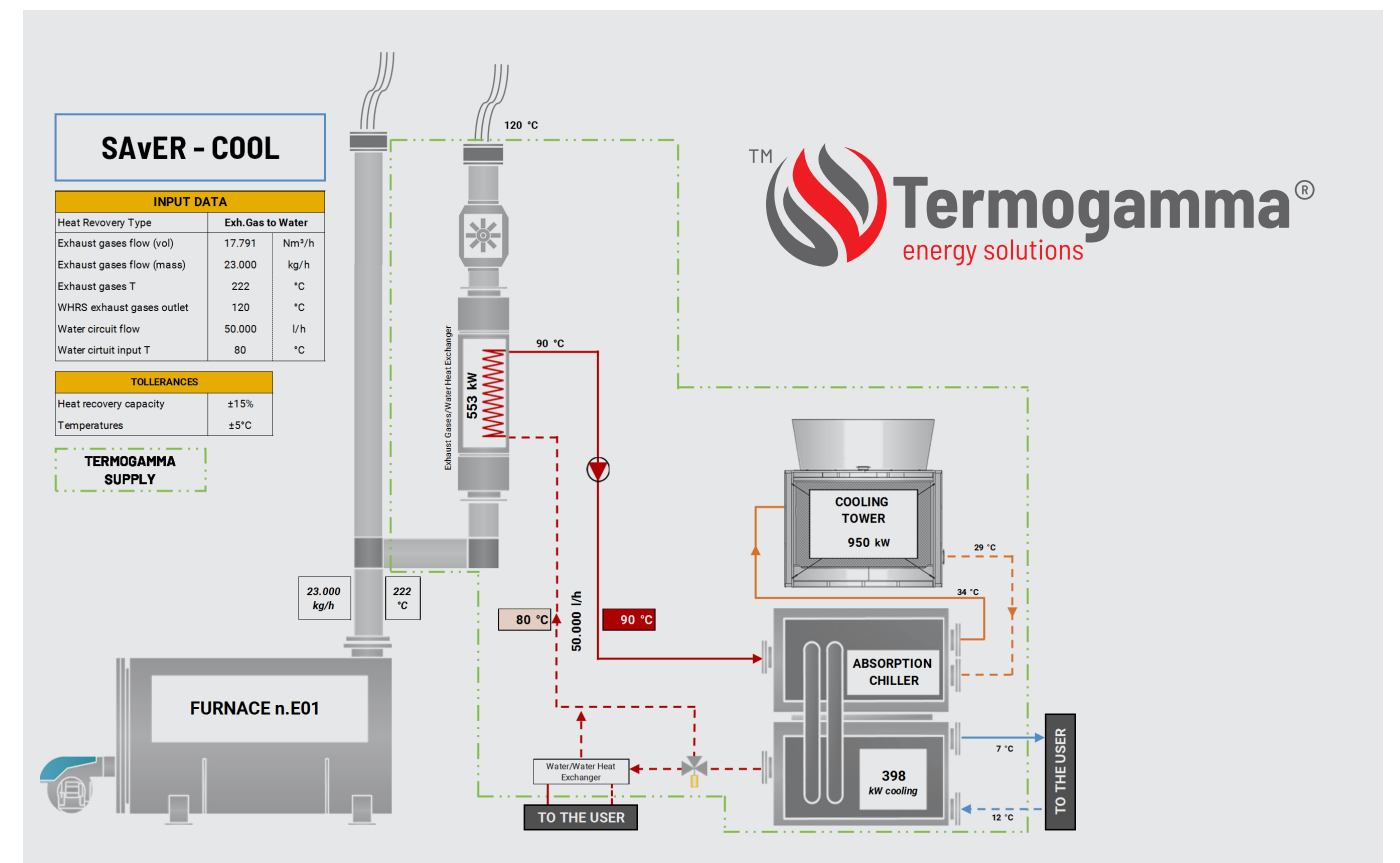 120 °C
SAvER - COOL
TM
Termogamma®
energy solutions
INPUT DATA
Heat Revovery Type Exh.Gas to Water
Exhaust gases flow (vol) 17.791 Nm³/h
Exhaust gases flow (mass) 23.000 kg/h
Exhaust gases T 222 °C
WHRS exhaust gases outlet 120 °C
Water circuit flow 50.000 l/h
Water cirtuit input T 80 °C
TOLLERANCES
Heat recovery capacity ±15%
Temperatures ±5°C
TERMOGAMMA
SUPPLY
Exhaust Gases/Water Heat Exchanger
553 kW
90 °C
COOLING
TOWER
950 kW
29 °C
34 °C
23.000
kg/h
222
°C
80 °C
50.000 l/h
90 °C
ABSORPTION
CHILLER
FURNACE n.E01
7 °C
TO THE USER
12 °C
398
kW cooling
Water/Water Heat
Exchanger
TO THE USER